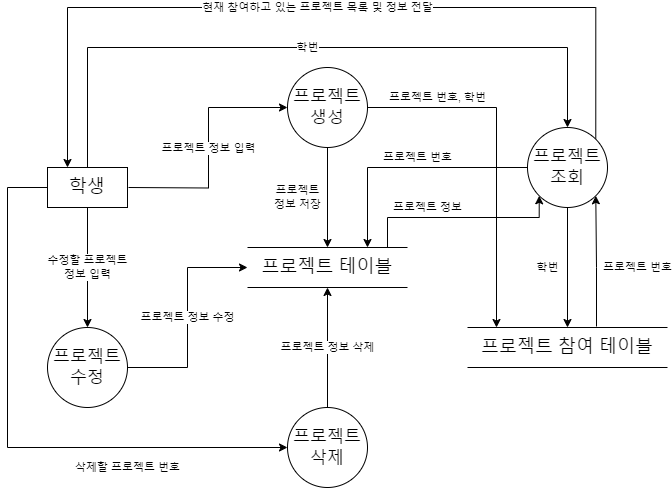 현재 참여하고 있는 프로젝트 목록 및 정보 전달
학번
프로젝트
생성
프로젝트 번호, 학번
프로젝트 정보 입력
프로젝트 번호
프로젝트
조회
학생
프로젝트
정보 저장
프로젝트 정보
수정할 프로젝트
정보 입력
프로젝트 테이블
학번
프로젝트 번호
프로젝트 정보 수정
프로젝트 참여 테이블
프로젝트
수정
프로젝트 정보 삭제
프로젝트
삭제
삭제할 프로젝트 번호